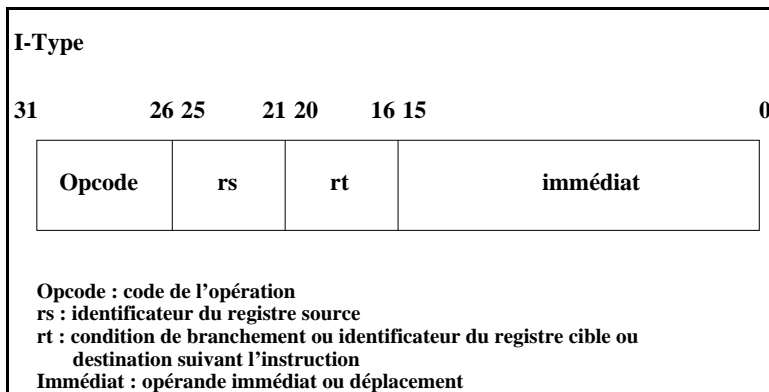 I-Type
31 26 25 21 20 16 15 0
Opcode rs rt immédiat
Opcode : code de l'opération
rs : identificateur du registre source
rt : condition de branchement ou identificateur du registre cible ou
destination suivant l'instruction
Immédiat : opérande immédiat ou déplacement